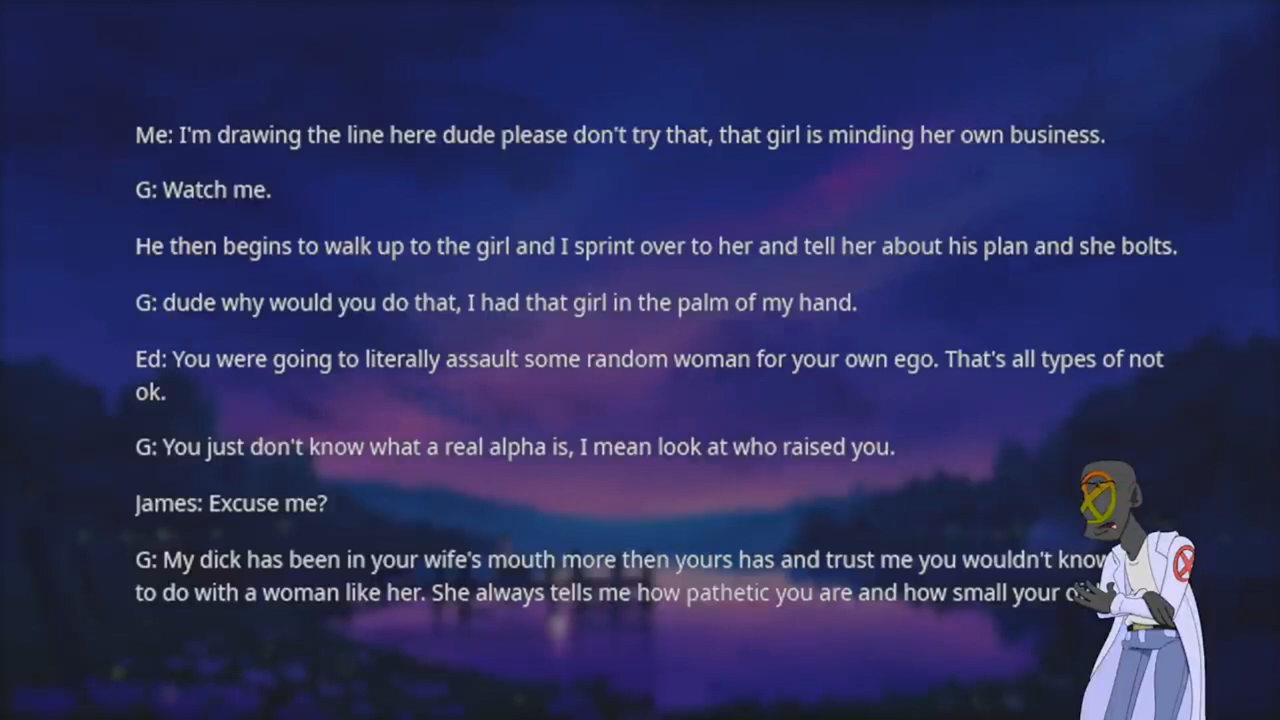 Me: I'm drawing the line here dude please don't try that, that girl is minding her own business.
G: Watch me.
He then begins to walk up to the girl and I sprint over to her and tell her about his plan and she bolts.
G: dude why would you do that, I had that girl in the palm of my hand.
Ed: You were going to literally assault some random woman for your own ego. That's all types of not
ok.
G: You just don't know what a real alpha is, I mean look at who raised you.
James: Excuse me?
G: My dick has been in your wife's mouth more then yours has and trust me you wouldn't know
to do with a woman like her. She always tells me how pathetic you are and how small your